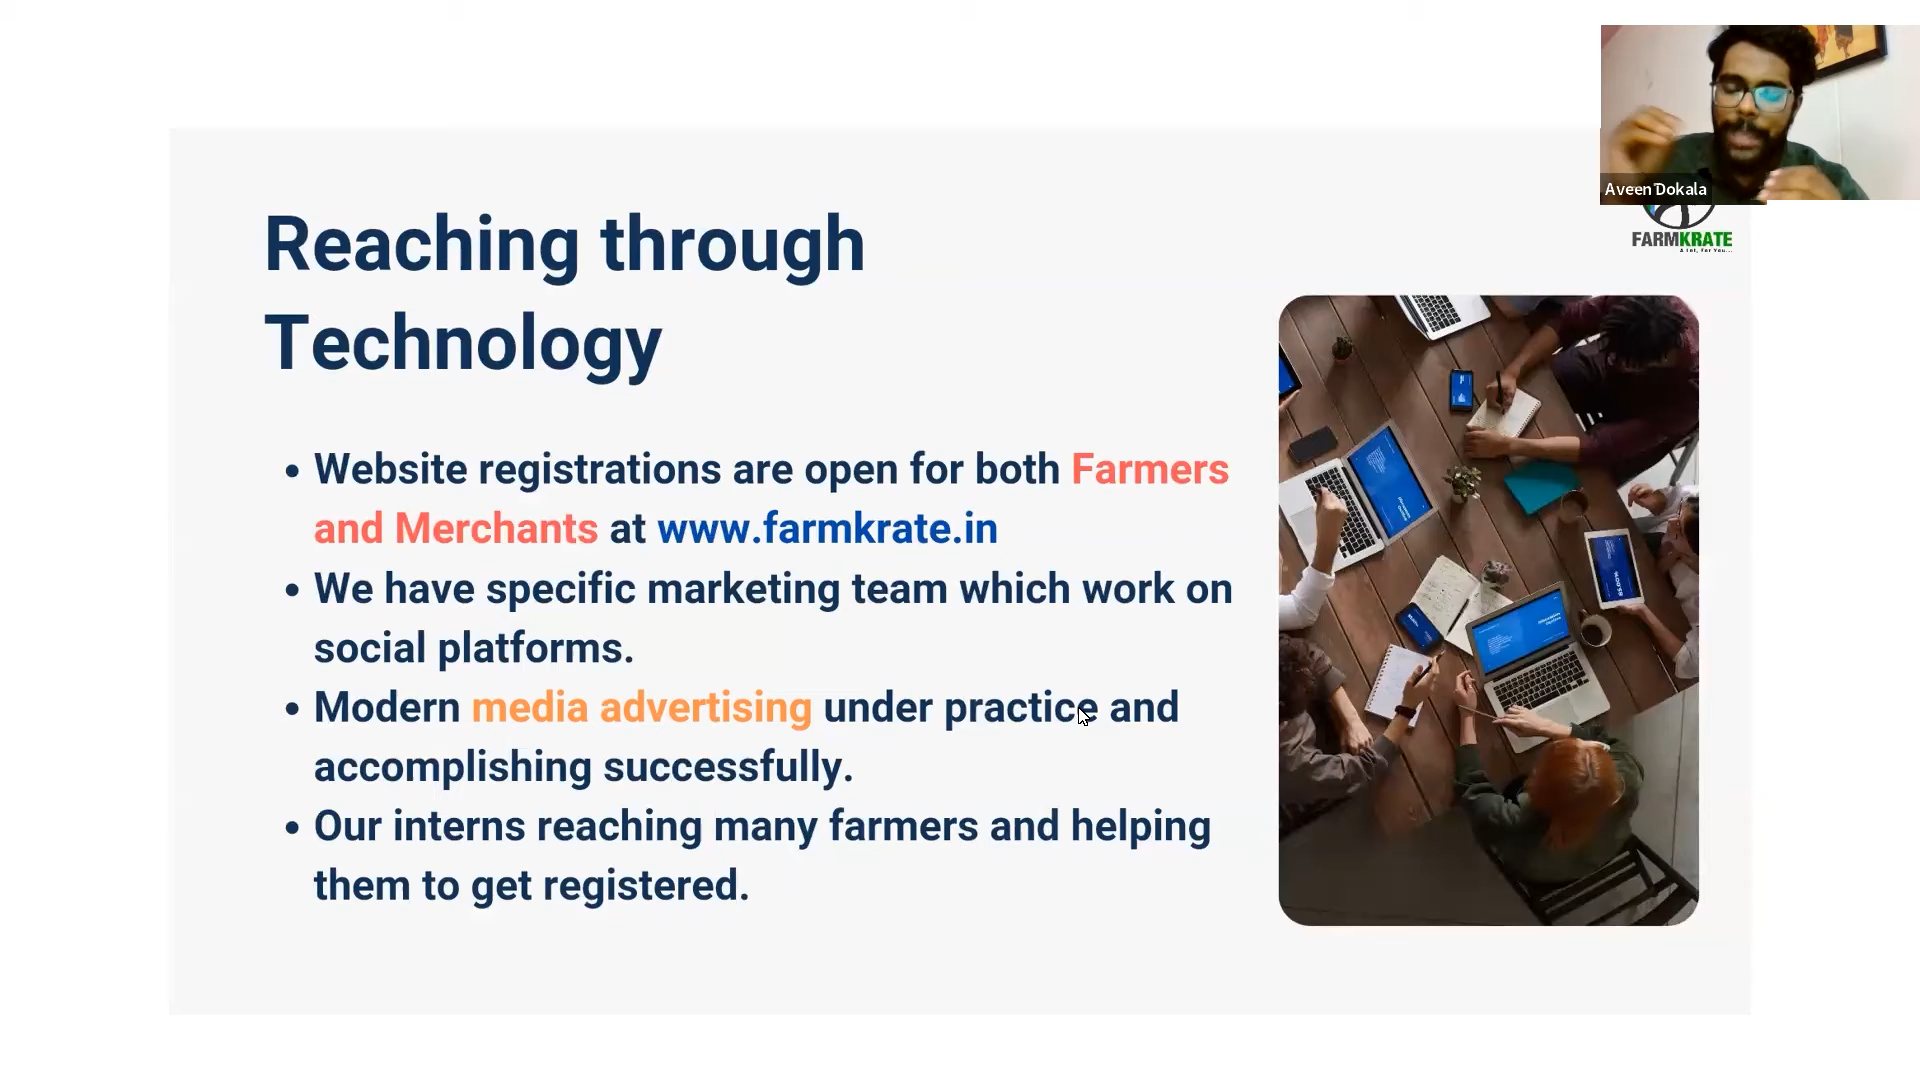 Aveen Dokala
FARMKRATE
Reaching through
Technology
• Website registrations are open for both Farmers
and Merchants at www.farmkrate.in
• We have specific marketing team which work on
social platforms.
• Modern media advertising under practice and
accomplishing successfully.
• Our interns reaching many farmers and helping
them to get registered.